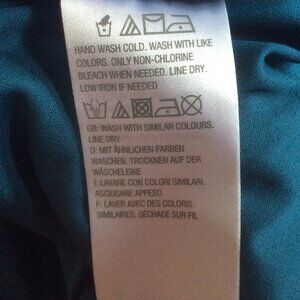 HAND WASH COLD. WASH WITH LIKE
COLORS. ONLY NON-CHLORINE
BLEACH WHEN NEEDED. LINE DRY.
LOW IRON IF NEEDED
GB: WASH WITH SIMILAR COLOURS.
LINE DRY
D: MIT ÄHNLICHEN FARBEN
WASCHEN. TROCKNEN AUF DER
WÄSCHELEINE
I: LAVARE CON COLORI SIMILARI.
ASCIUGARE APPESO
F: LAVER AVEC DES COLORIS
SIMILAIRES. SÉCHAGE SUR FIL